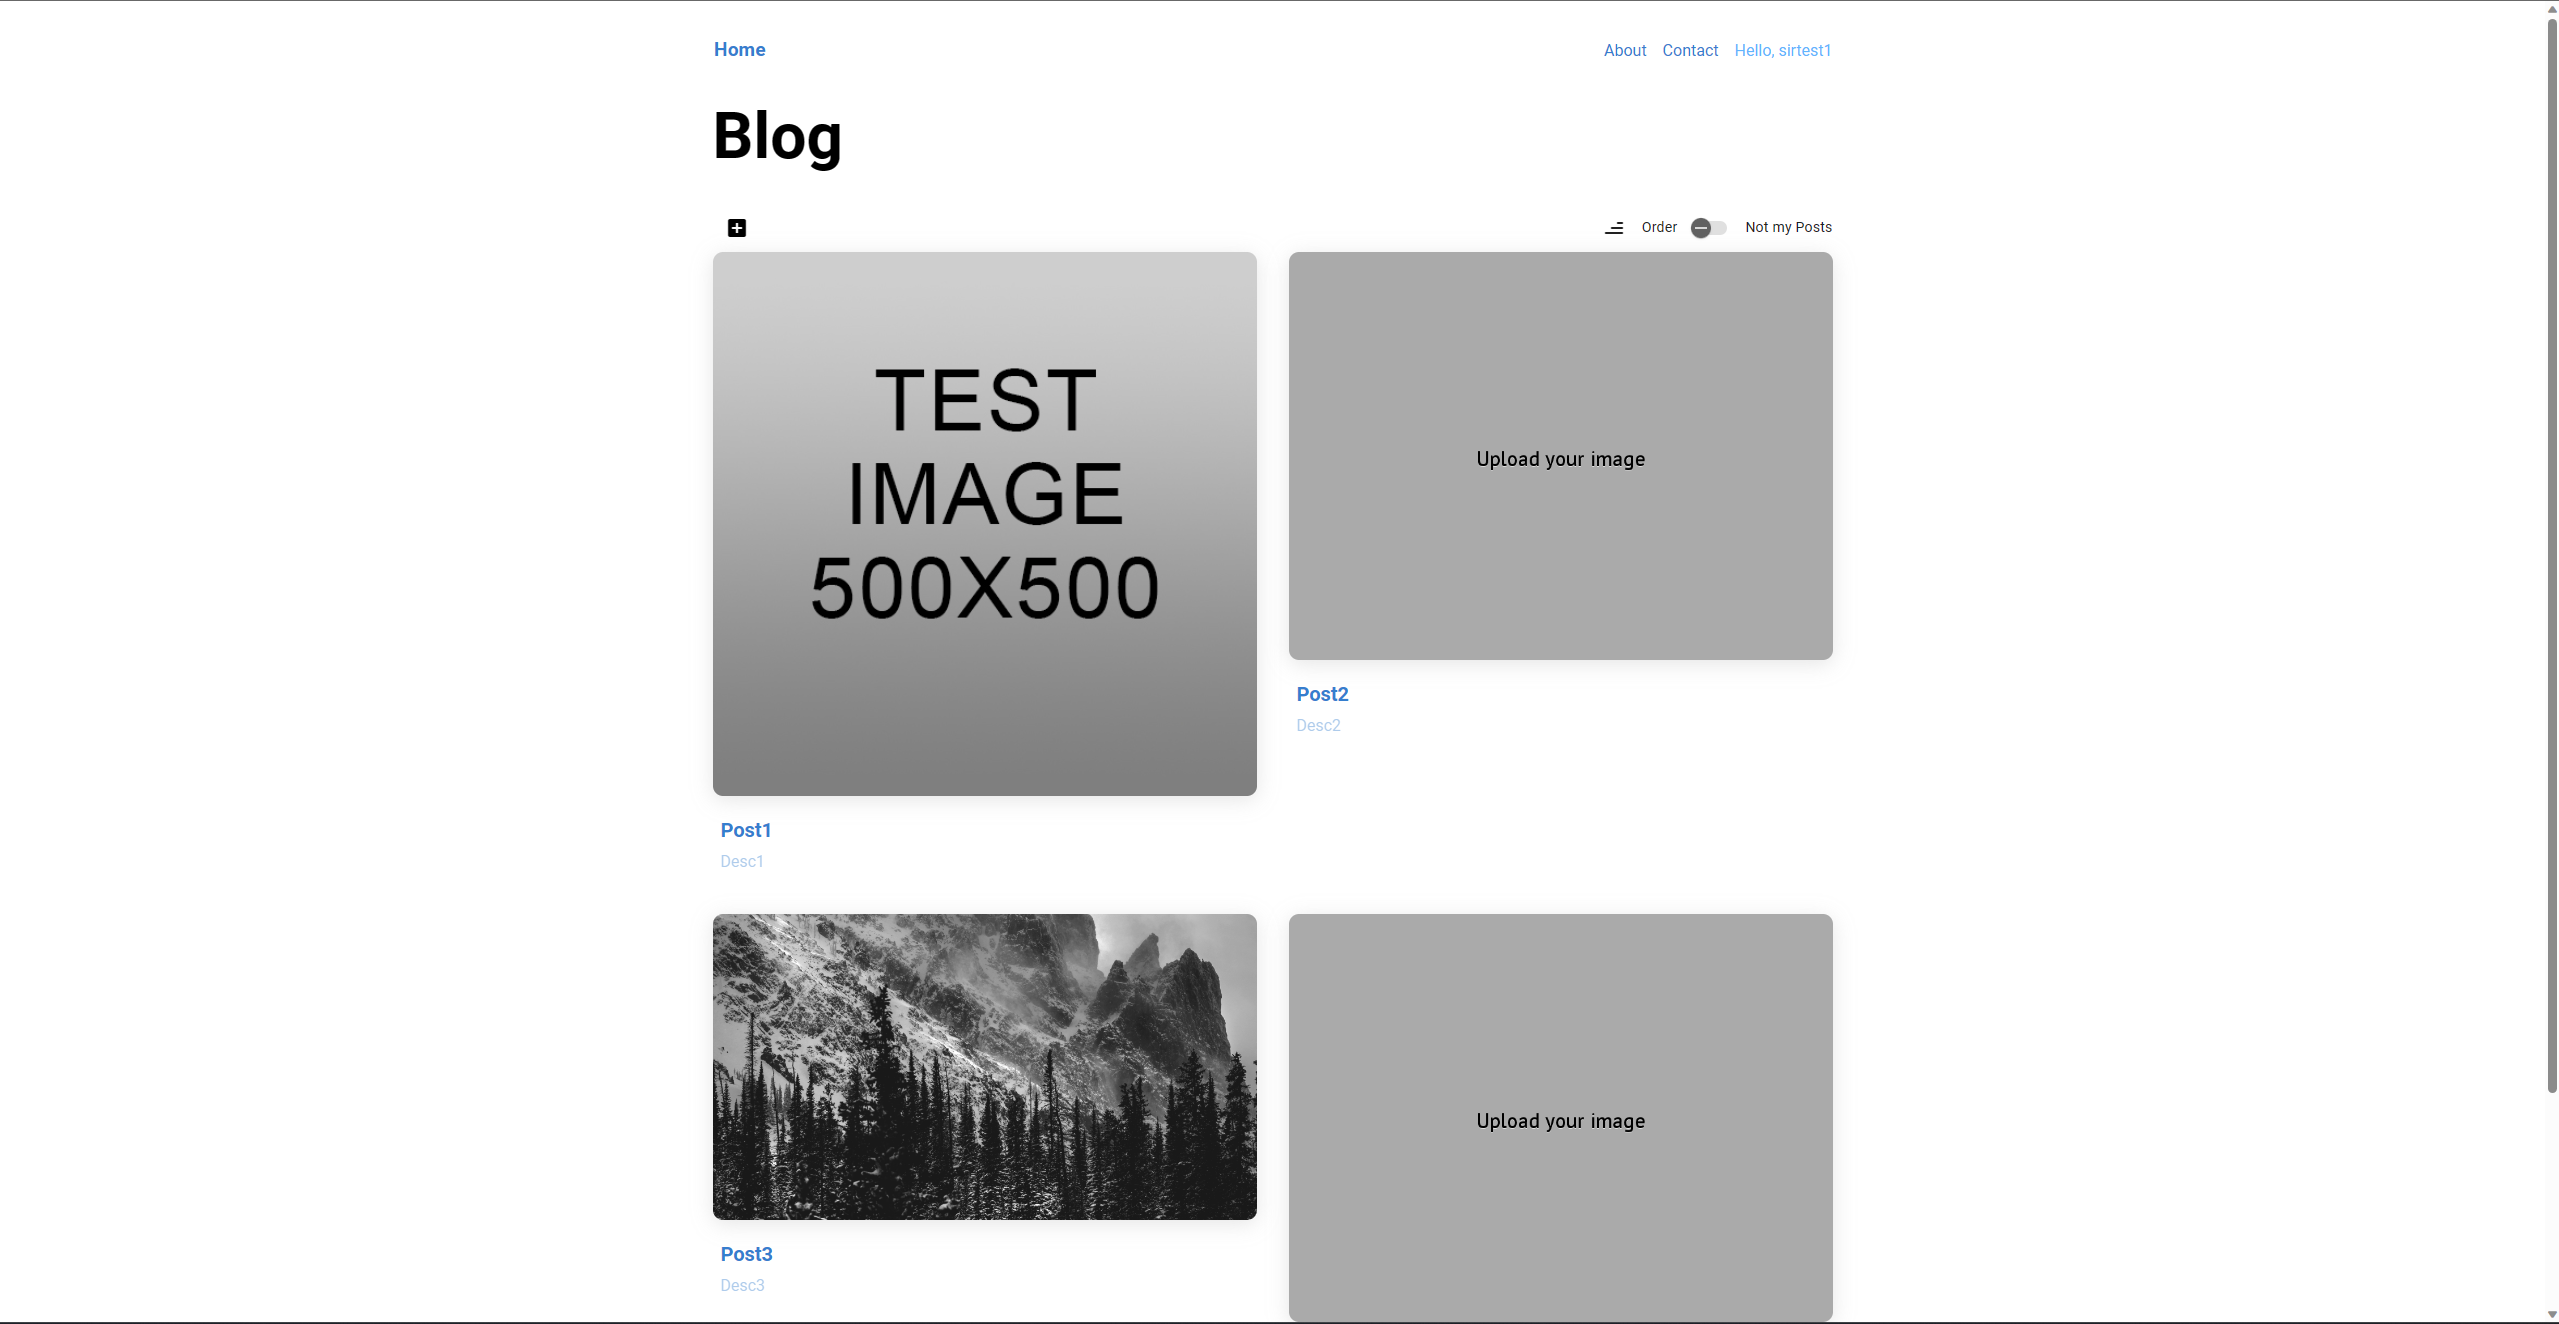 Home
About Contact Hello, sirtest1
Blog
Order Not my Posts
TEST
IMAGE
500X500
Post1
Desc1
Upload your image
Post2
Desc2
Post3
Desc3
Upload your image